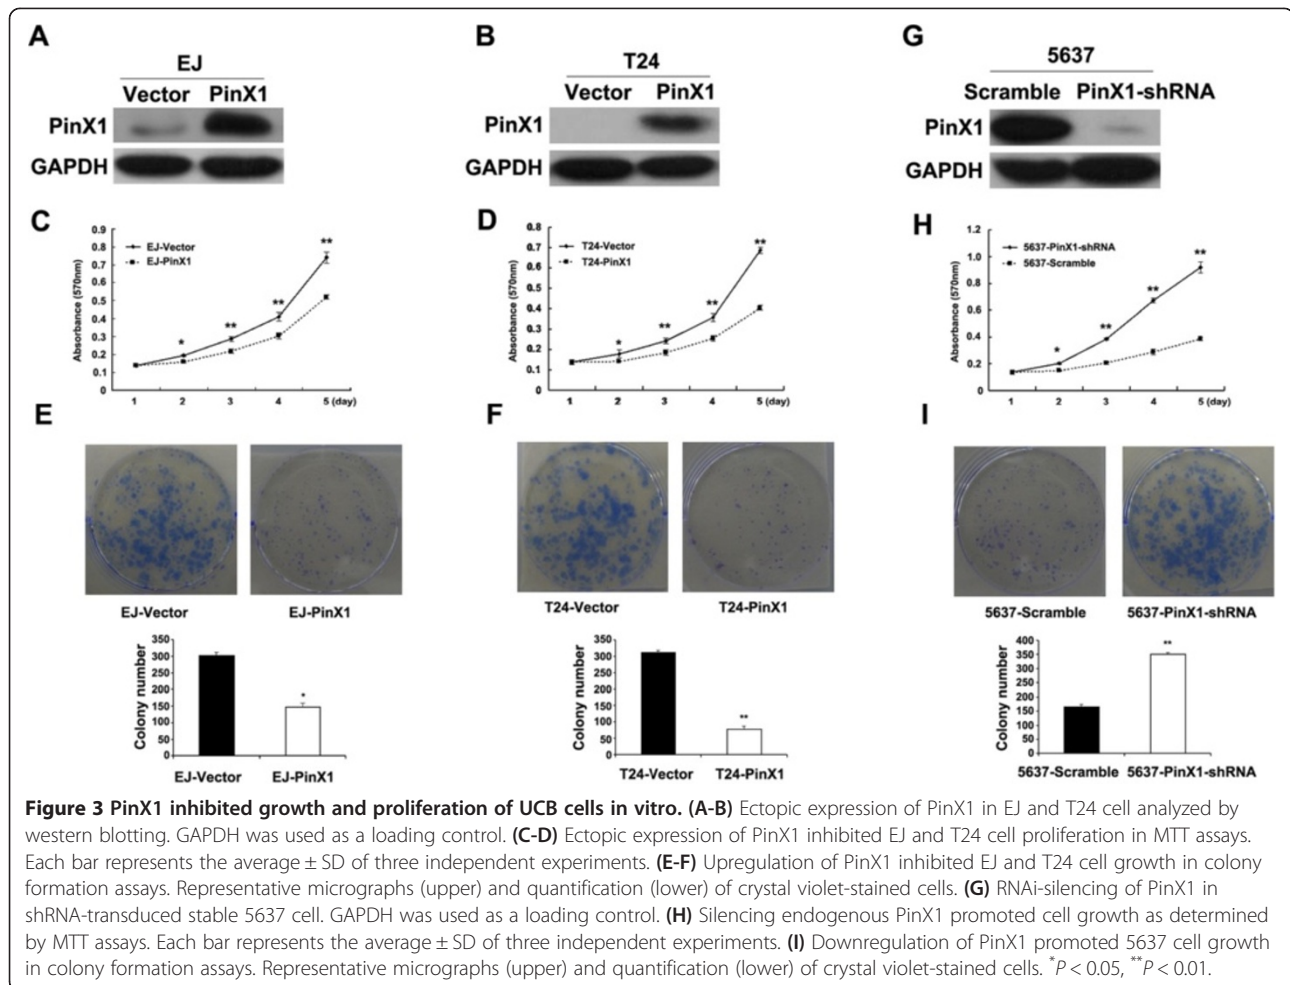 A
EJ
Vector PinX1
PinX1
GAPDH
B
T24
Vector PinX1
PinX1
GAPDH
G
5637
Scramble PinX1-shRNA
PinX1
GAPDH
C
Absorbance (570nm)
0.9
0.8
0.7
0.6
0.5
0.4
0.3
0.2
0.1
0
EJ-Vector
EJ-PinX1
*
**
**
**
1 2 3 4 5 (day)
D
Absorbance (570nm)
0.8
0.7
0.6
0.5
0.4
0.3
0.2
0.1
0
T24-Vector
T24-PinX1
*
**
**
**
1 2 3 4 5 (day)
H
Absorbance (570nm)
1.2
1.0
0.8
0.6
0.4
0.2
0
5637-PinX1-shRNA
5637-Scramble
*
**
**
**
1 2 3 4 5 (day)
E
EJ-Vector EJ-PinX1
Colony number
350
300
250
200
150
100
50
0
*
EJ-Vector EJ-PinX1
F
T24-Vector T24-PinX1
Colony number
350
300
250
200
150
100
50
0
**
T24-Vector T24-PinX1
I
5637-Scramble 5637-PinX1-shRNA
Colony number
400
350
300
250
200
150
100
50
0
**
5637-Scramble 5637-PinX1-shRNA
Figure 3 PinX1 inhibited growth and proliferation of UCB cells in vitro. (A-B) Ectopic expression of PinX1 in EJ and T24 cell analyzed by
western blotting. GAPDH was used as a loading control. (C-D) Ectopic expression of PinX1 inhibited EJ and T24 cell proliferation in MTT assays.
Each bar represents the average ± SD of three independent experiments. (E-F) Upregulation of PinX1 inhibited EJ and T24 cell growth in colony
formation assays. Representative micrographs (upper) and quantification (lower) of crystal violet-stained cells. (G) RNAi-silencing of PinX1 in
shRNA-transduced stable 5637 cell. GAPDH was used as a loading control. (H) Silencing endogenous PinX1 promoted cell growth as determined
by MTT assays. Each bar represents the average ± SD of three independent experiments. (I) Downregulation of PinX1 promoted 5637 cell growth
in colony formation assays. Representative micrographs (upper) and quantification (lower) of crystal violet-stained cells. *P < 0.05, **P < 0.01.